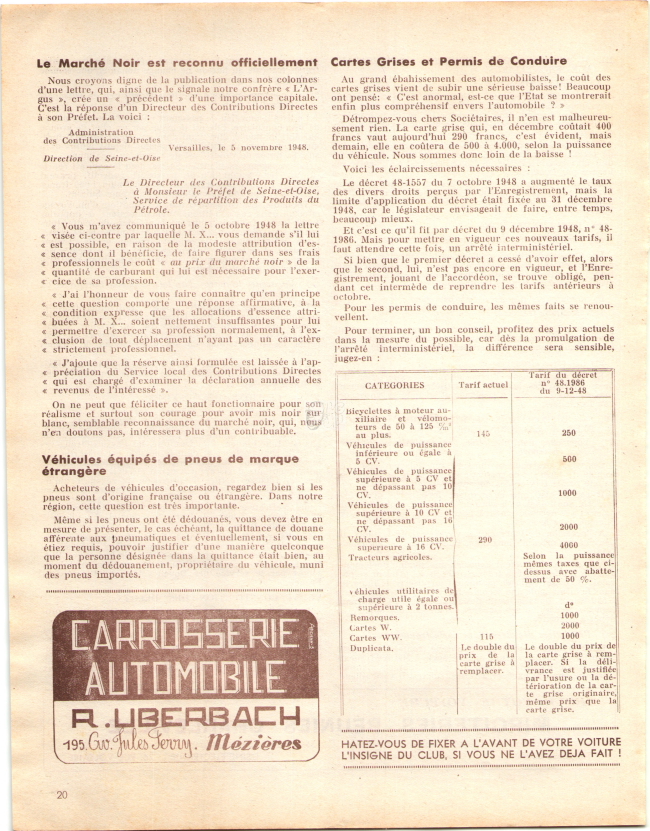 Le Marché Noir est reconnu officiellement
Nous croyons digne de la publication dans nos colonnes
d'une lettre, qui, ainsi que le signale notre confrère « L'Ar-
gus », crée un « précédent » d'une importance capitale.
C'est la réponse d'un Directeur des Contributions Directes
à son Préfet. La voici :
Administration
des Contributions Directes
Versailles, le 5 novembre 1948.
Direction de Seine-et-Oise
Le Directeur des Contributions Directes
à Monsieur le Préfet de Seine-et-Oise,
Service de répartition des Produits du
Pétrole.
« Vous m'avez communiqué le 5 octobre 1948 la lettre
« visée ci-contre par laquelle M. X... vous demande s'il lui
« est possible, en raison de la modeste attribution d'es-
« sence dont il bénéficie, de faire figurer dans ses frais
« professionnels le coût « au prix du marché noir » de la
« quantité de carburant qui lui est nécessaire pour l'exer-
« cice de sa profession.
« J'ai l'honneur de vous faire connaître qu'en principe
« cette question comporte une réponse affirmative, à la
« condition expresse que les allocations d'essence attri-
« buées à M. X... soient nettement insuffisantes pour lui
« permettre d'exercer sa profession normalement, à l'ex-
« clusion de tout déplacement n'ayant pas un caractère
« strictement professionnel.
« J'ajoute que la réserve ainsi formulée est laissée à l'ap-
« préciation du Service local des Contributions Directes
« qui est chargé d'examiner la déclaration annuelle des
« revenus de l'intéressé ».
On ne peut que féliciter ce haut fonctionnaire pour son
réalisme et surtout son courage pour avoir mis noir sur
blanc, semblable reconnaissance du marché noir, qui, nous
n'en doutons pas, intéressera plus d'un contribuable.
Véhicules équipés de pneus de marque
étrangère
Acheteurs de véhicules d'occasion, regardez bien si les
pneus sont d'origine française ou étrangère. Dans notre
région, cette question est très importante.
Même si les pneus ont été dédouanés, vous devez être en
mesure de présenter, le cas échéant, la quittance de douane
afférente aux pneumatiques et éventuellement, si vous en
étiez requis, pouvoir justifier d'une manière quelconque
que la personne désignée dans la quittance était bien, au
moment du dédouanement, propriétaire du véhicule, muni
des pneus importés.
CARROSSERIE
AUTOMOBILE
R. UBERBACH
195. Av. Jules Ferry. Mézières
20
Cartes Grises et Permis de Conduire
Au grand ébahissement des automobilistes, le coût des
cartes grises vient de subir une sérieuse baisse! Beaucoup
ont pensé: « C'est anormal, est-ce que l'Etat se montrerait
enfin plus compréhensif envers l'automobile ? »
Détrompez-vous chers Sociétaires, il n'en est malheureu-
sement rien. La carte grise qui, en décembre coûtait 400
francs vaut aujourd'hui 290 francs, c'est évident, mais
demain, elle en coûtera de 500 à 4.000, selon la puissance
du véhicule. Nous sommes donc loin de la baisse !
Voici les éclaircissements nécessaires :
Le décret 48-1557 du 7 octobre 1948 a augmenté le taux
des divers droits perçus par l'Enregistrement, mais la
limite d'application du décret était fixée au 31 décembre
1948, car le législateur envisageait de faire, entre temps,
beaucoup mieux.
Et c'est ce qu'il fit par décret du 9 décembre 1948, n° 48-
1986. Mais pour mettre en vigueur ces nouveaux tarifs, il
faut attendre cette fois, un arrêté interministériel.
Si bien que le premier décret a cessé d'avoir effet, alors
que le second, lui, n'est pas encore en vigueur, et l'Enre-
gistrement, jouant de l'accordéon, se trouve obligé, pen-
dant cet intermède de reprendre les tarifs antérieurs à
octobre.
Pour les permis de conduire, les mêmes faits se renou-
vellent.
Pour terminer, un bon conseil, profitez des prix actuels
dans la mesure du possible, car dès la promulgation de
l'arrêté interministériel, la différence sera sensible,
jugez-en :
CATEGORIES Tarif actuel Tarif du décret
n° 48.1986
du 9-12-48
Bicyclettes à moteur au-
xiliaire et vélomo-
teurs de 50 à 125 %³
au plus. 145 250
Véhicules de puissance
inférieure ou égale à
5 CV. 500
Véhicules de puissance
supérieure à 5 CV et
ne dépassant pas 10
CV. 1000
Véhicules de puissance
supérieure à 10 CV et
ne dépassant pas 16
CV. 2000
Véhicules de puissance 290
supérieure à 16 CV. 4000
Tracteurs agricoles. Selon la puissance
mêmes taxes que ci-
dessus avec abatte-
ment de 50 %.
véhicules utilitaires de
charge utile égale ou
supérieure à 2 tonnes. d°
Remorques. 1000
Cartes W. 2000
Cartes WW. 115 1000
Duplicata. Le double du Le double du prix de
prix de la la carte grise à rem-
carte grise à placer. Si la déli-
remplacer. vrance est justifiée
par l'usure ou la dé-
térioration de la car-
te grise originaire,
même prix que la
carte grise.
HATEZ-VOUS DE FIXER A L'AVANT DE VOTRE VOITURE
L'INSIGNE DU CLUB, SI VOUS NE L'AVEZ DEJA FAIT !